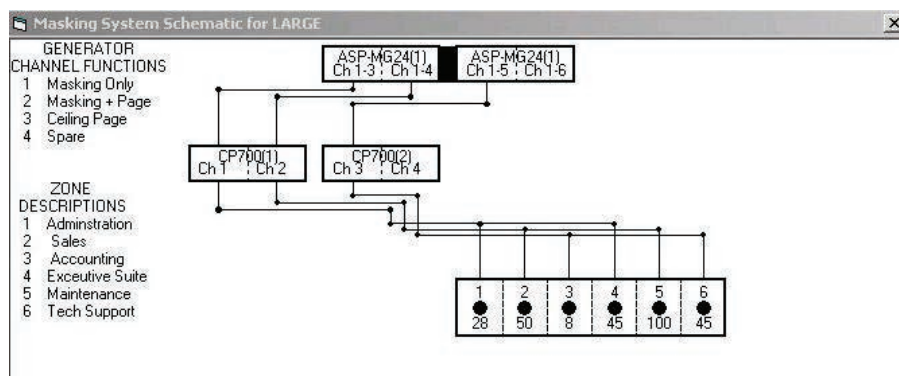 Masking System Schematic for LARGE
GENERATOR
CHANNEL FUNCTIONS
1 Masking Only
2 Masking + Page
3 Ceiling Page
4 Spare
ZONE
DESCRIPTIONS
1 Adminstration
2 Sales
3 Accounting
4 Exceutive Suite
5 Maintenance
6 Tech Support
ASP-MG24(1)
Ch 1-3 Ch 1-4
ASP-MG24(1)
Ch 1-5 Ch 1-6
CP700(1)
Ch 1 Ch 2
CP700(2)
Ch 3 Ch 4
1 2 3 4 5 6
28 50 8 45 100 45